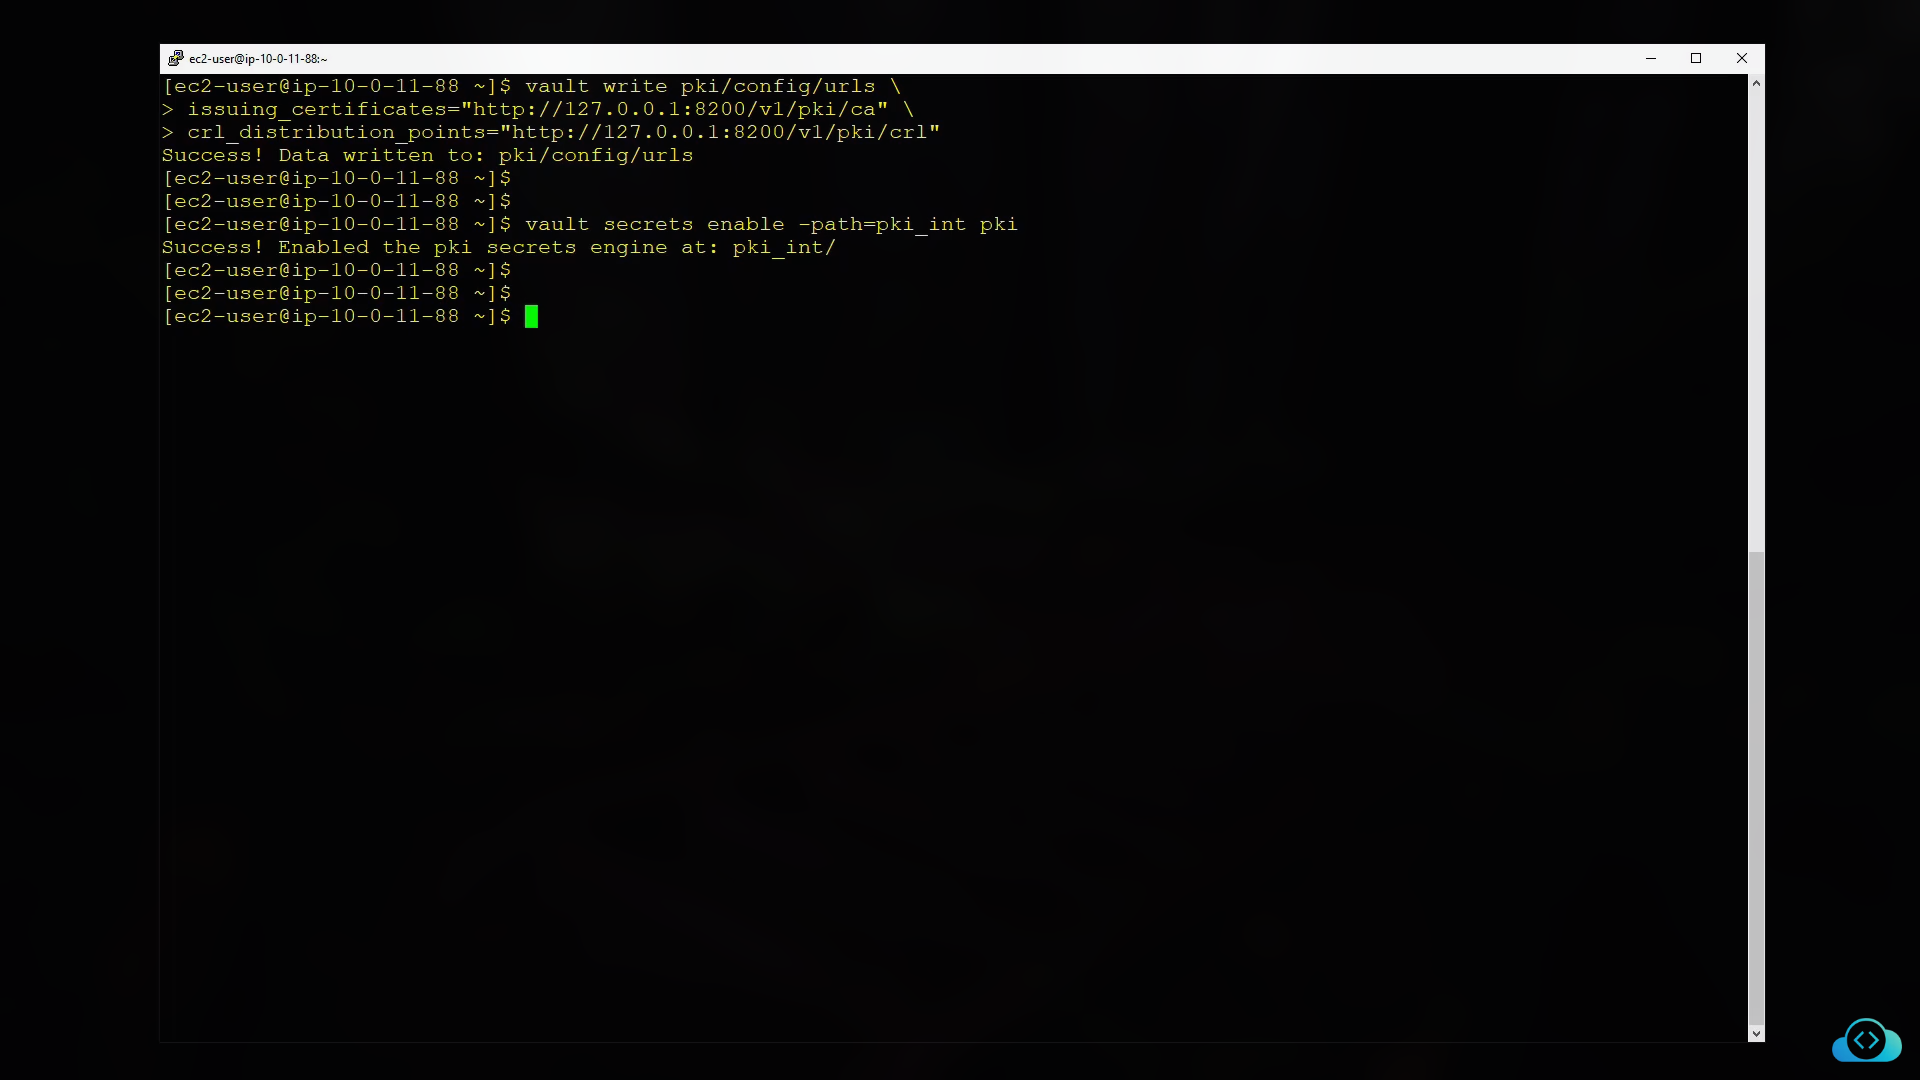 ec2-user@ip-10-0-11-88:~
[ec2-user@ip-10-0-11-88 ~]$ vault write pki/config/urls \
> issuing_certificates="http://127.0.0.1:8200/v1/pki/ca" \
> crl_distribution_points="http://127.0.0.1:8200/v1/pki/crl"
Success! Data written to: pki/config/urls
[ec2-user@ip-10-0-11-88 ~]$
[ec2-user@ip-10-0-11-88 ~]$
[ec2-user@ip-10-0-11-88 ~]$ vault secrets enable -path=pki_int pki
Success! Enabled the pki secrets engine at: pki_int/
[ec2-user@ip-10-0-11-88 ~]$
[ec2-user@ip-10-0-11-88 ~]$
[ec2-user@ip-10-0-11-88 ~]$